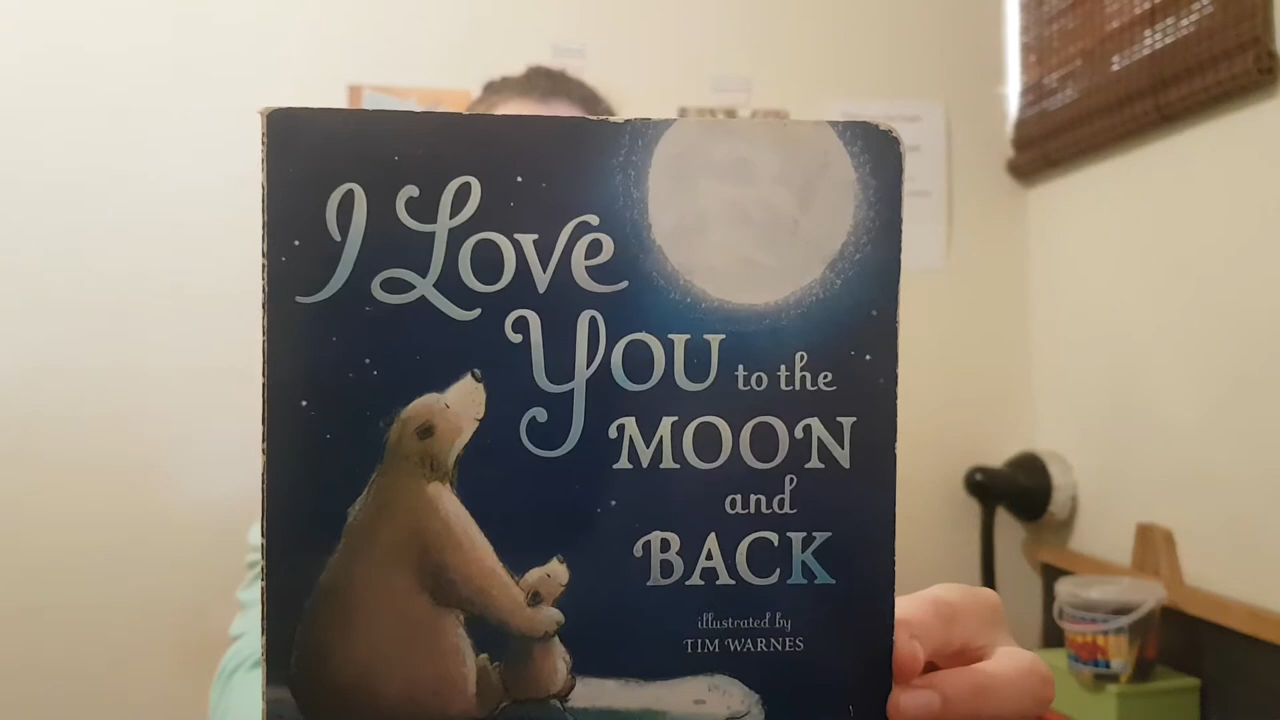 I Love
You to the
MOON
and
BACK
illustrated by
TIM WARNES